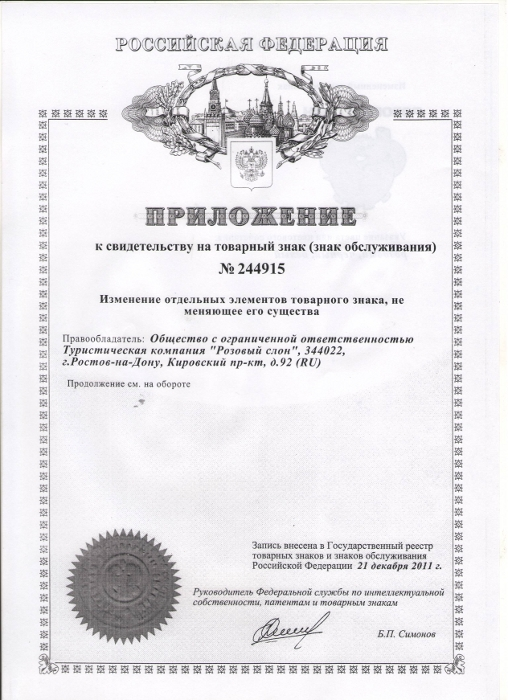 РОССИЙСКАЯ ФЕДЕРАЦИЯ
ПРИЛОЖЕНИЕ
к свидетельству на товарный знак (знак обслуживания)
№ 244915
Изменение отдельных элементов товарного знака, не
меняющее его существа
Правообладатель: Общество с ограниченной ответственностью
Туристическая компания "Розовый слон", 344022,
г.Ростов-на-Дону, Кировский пр-кт, д.92 (RU)
Продолжение см. на обороте
Запись внесена в Государственный реестр
товарных знаков и знаков обслуживания
Российской Федерации 21 декабря 2011 г.
Руководитель Федеральной службы по интеллектуальной
собственности, патентам и товарным знакам
Б.П. Симонов